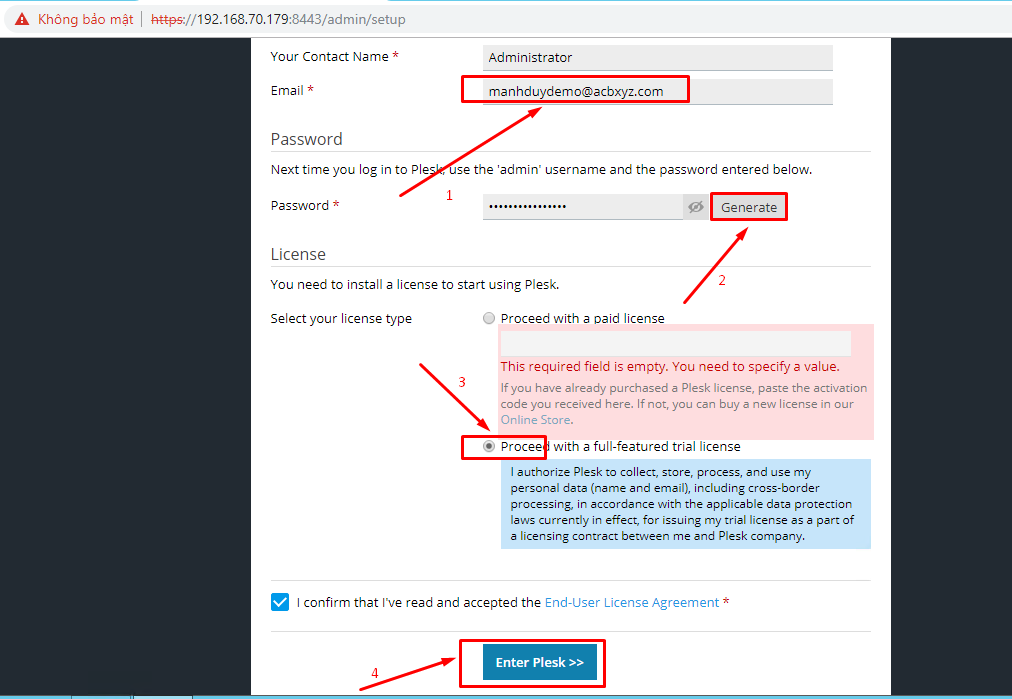 Không bảo mật https://192.168.70.179:8443/admin/setup
Your Contact Name * Administrator
Email * manhduydemo@acbxyz.com
Password
Next time you log in to Plesk, use the 'admin' username and the password entered below.
1
Password * •••••••••••••••• Generate
License
2
You need to install a license to start using Plesk.
Select your license type Proceed with a paid license
This required field is empty. You need to specify a value.
3
If you have already purchased a Plesk license, paste the activation
code you received here. If not, you can buy a new license in our
Online Store.
Proceed with a full-featured trial license
I authorize Plesk to collect, store, process, and use my
personal data (name and email), including cross-border
processing, in accordance with the applicable data protection
laws currently in effect, for issuing my trial license as a part of
a licensing contract between me and Plesk company.
I confirm that I've read and accepted the End-User License Agreement *
4
Enter Plesk >>